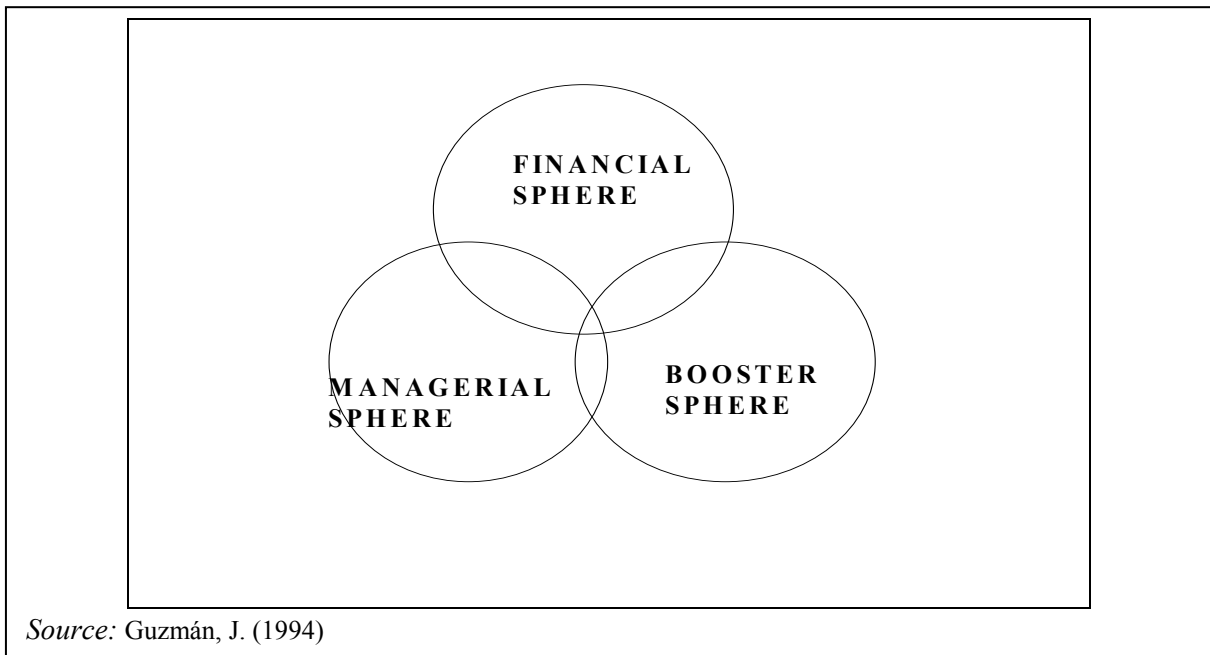 FINANCIAL
SPHERE
MANAGERIAL
SPHERE
BOOSTER
SPHERE
Source: Guzmán, J. (1994)